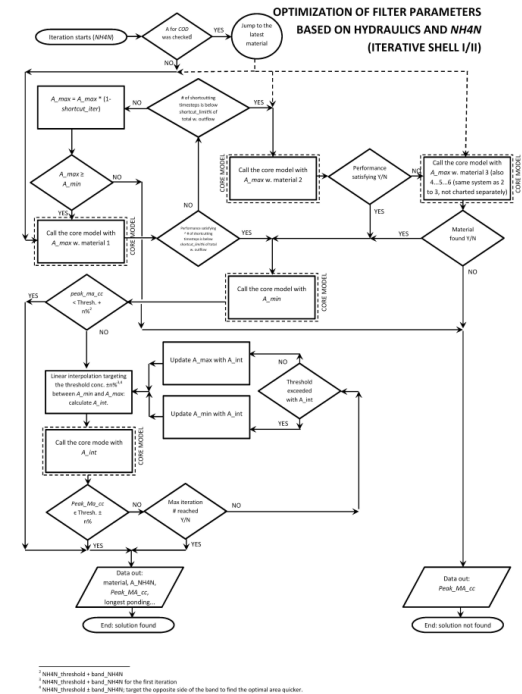 OPTIMIZATION OF FILTER PARAMETERS
BASED ON HYDRAULICS AND NH4N
(ITERATIVE SHELL I/II)
Iteration starts (NH4N)
A for COD
was checked
YES
Jump to the
latest
material
NO
A_max = A_max * (1-
shortcut_iter)
NO
# of shortcutting
timesteps is below
shortcut_limit% of
total w. outflow
YES
A_max ≥
A_min
NO
YES
CORE MODEL
Call the core model with
A_max w. material 2
Performance
satisfying Y/N
NO
YES
Call the core model with
A_max w. material 3 (also
4...5...6 (same system as 2
to 3, not charted separately)
CORE MODEL
Call the core model with
A_max w. material 1
CORE MODEL
NO
Performance satisfying
YES
YES
Material
found Y/N
NO
Call the core model with
A_min
CORE MODEL
YES
peak_ma_cc
< Thresh. +
n%2
NO
Linear interpolation targeting
the threshold conc. ±n%3,4
between A_min and A_max:
calculate A_int.
Update A_max with A_int
Update A_min with A_int
NO
Threshold
exceeded
with A_int
YES
Call the core mode with
A_int
CORE MODEL
Peak_Ma_cc
∈ Thresh. ±
n%
NO
Max iteration
# reached
Y/N
NO
YES
YES
Data out:
material, A_NH4N,
Peak_MA_cc,
longest ponding...
Data out:
Peak_MA_cc
End: solution found
End: solution not found
2 NH4N_threshold + band_NH4N
3 NH4N_threshold + band_NH4N for the first iteration
4 NH4N_threshold ± band_NH4N; target the opposite side of the band to find the optimal area quicker.